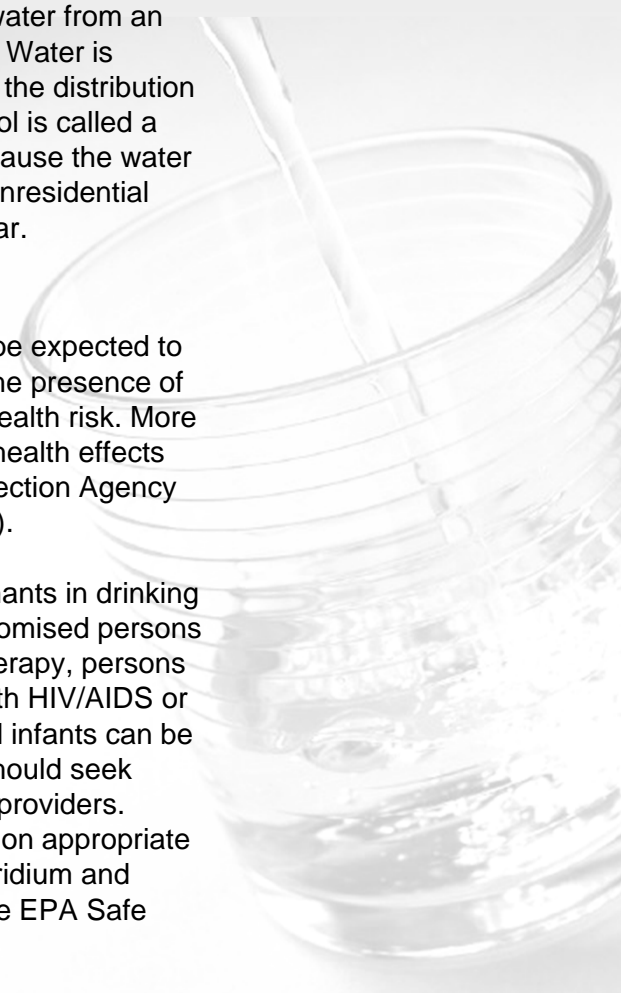 water from an
Water is
the distribution
ol is called a
ause the water
nresidential
ar.
be expected to
he presence of
ealth risk. More
health effects
ection Agency
).
nants in drinking
omised persons
erapy, persons
th HIV/AIDS or
l infants can be
hould seek
providers.
on appropriate
ridium and
e EPA Safe